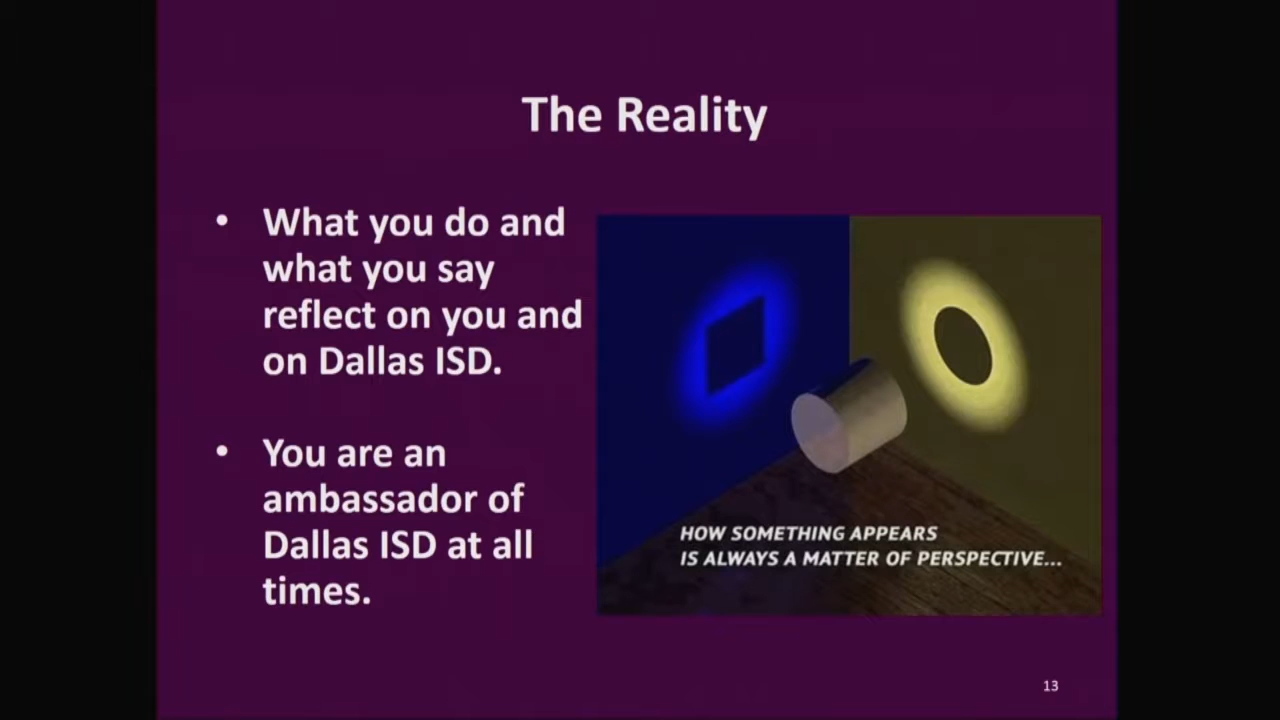 The Reality
• What you do and
what you say
reflect on you and
on Dallas ISD.
• You are an
ambassador of
Dallas ISD at all
times.
HOW SOMETHING APPEARS
IS ALWAYS A MATTER OF PERSPECTIVE...
13